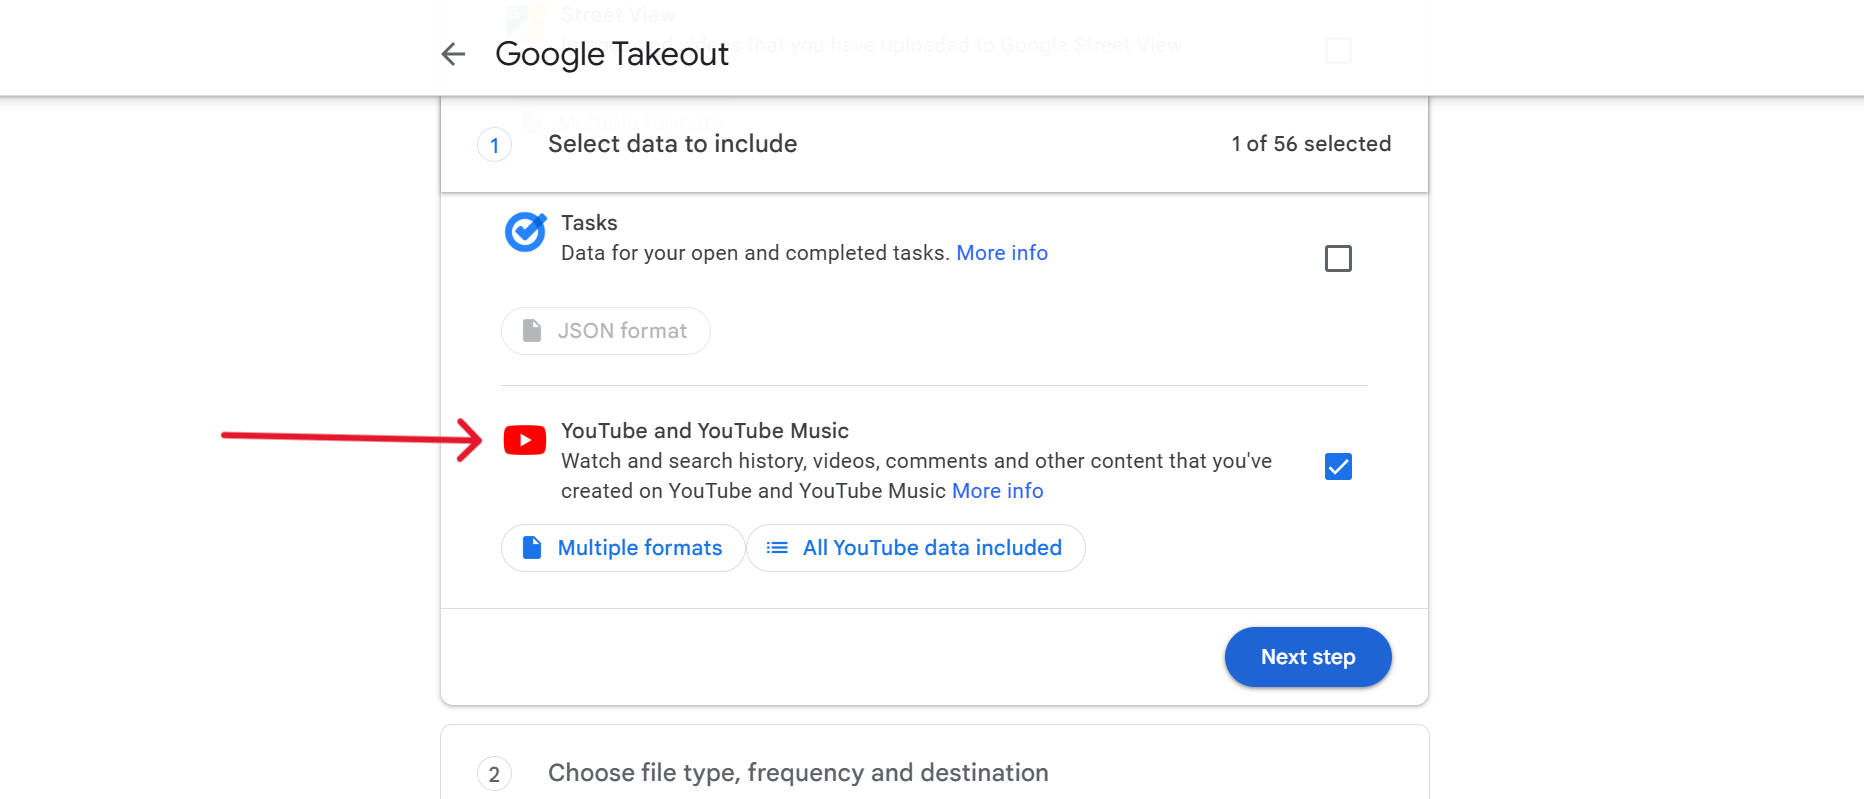 Street View
that you have uploaded to Google Street View
Google Takeout
Multiple formats
1 Select data to include 1 of 56 selected
Tasks
Data for your open and completed tasks. More info
JSON format
YouTube and YouTube Music
Watch and search history, videos, comments and other content that you've
created on YouTube and YouTube Music More info
Multiple formats All YouTube data included
Next step
2 Choose file type, frequency and destination